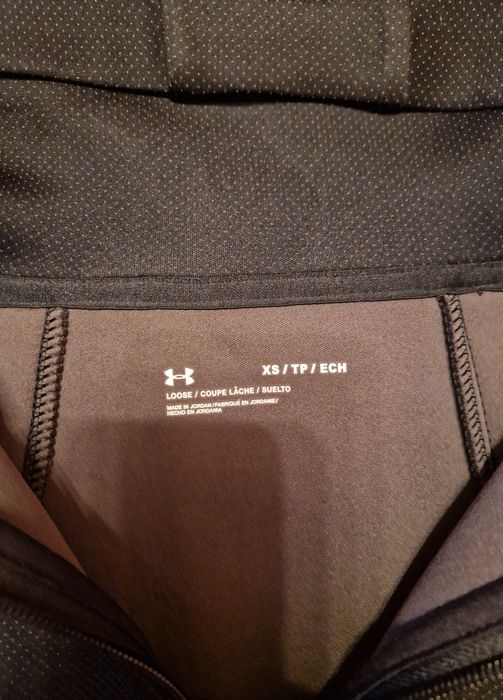 XS / TP / ECH
LOOSE / COUPE LÂCHE / SUELTO
MADE IN JORDAN / FABRIQUÉ EN JORDANIE /
HECHO EN JORDANIA